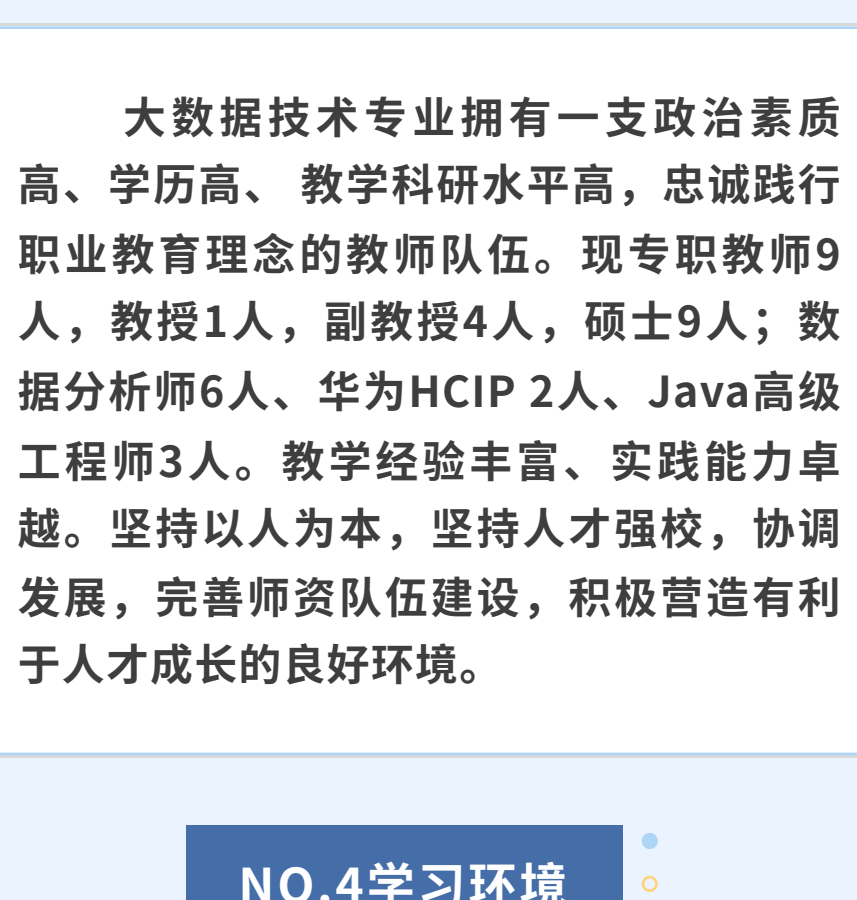 大数据技术专业拥有一支政治素质
高、学历高、 教学科研水平高，忠诚践行
职业教育理念的教师队伍。现专职教师9
人，教授1人，副教授4人，硕士9人；数
据分析师6人、华为HCIP 2人、Java高级
工程师3人。教学经验丰富、实践能力卓
越。坚持以人为本，坚持人才强校，协调
发展，完善师资队伍建设，积极营造有利
于人才成长的良好环境。
NO.4学习环境